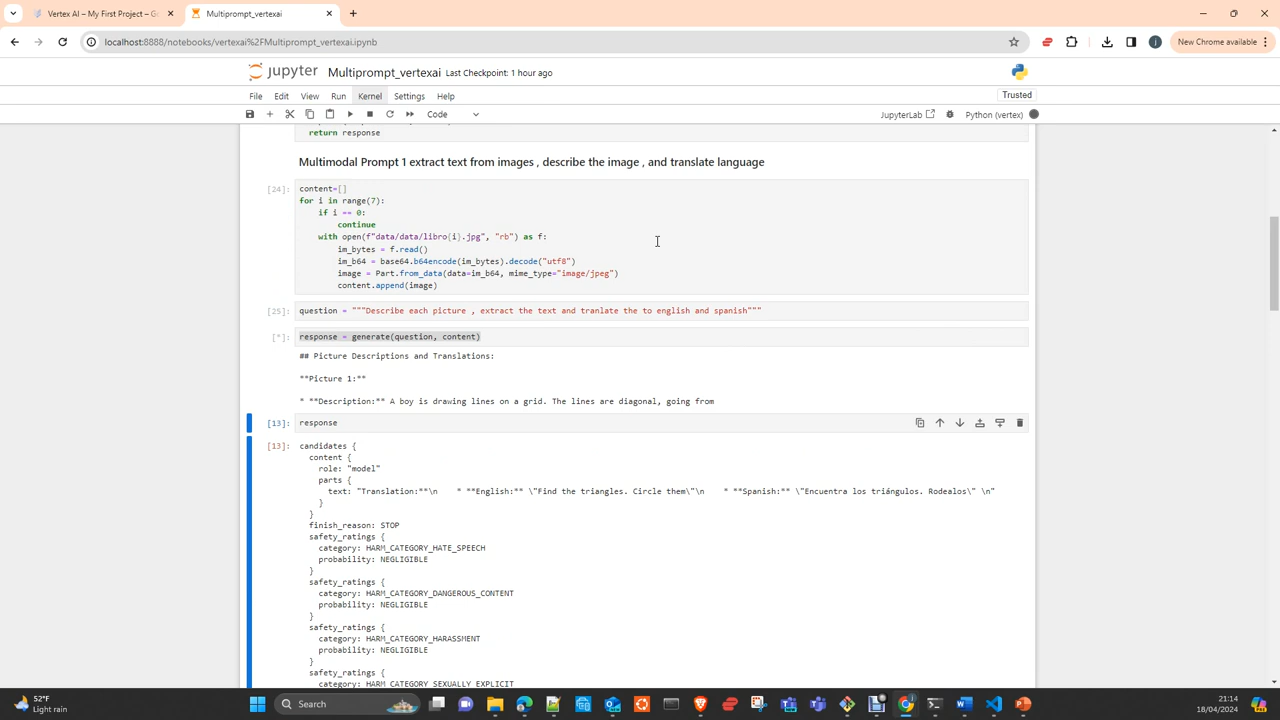 Vertex AI – My First Project – G
Multiprompt_vertexai
localhost:8888/notebooks/vertexai%2FMultiprompt_vertexai.ipynb
New Chrome available
jupyter Multiprompt_vertexai Last Checkpoint: 1 hour ago
File Edit View Run Kernel Settings Help
Trusted
Code
JupyterLab
Python (vertex)
return response
Multimodal Prompt 1 extract text from images , describe the image , and translate language
[24]:
content=[]
for i in range(7):
if i == 0:
continue
with open(f"data/data/libro{i}.jpg", "rb") as f:
im_bytes = f.read()
im_b64 = base64.b64encode(im_bytes).decode("utf8")
image = Part.from_data(data=im_b64, mime_type="image/jpeg")
content.append(image)
[25]: question = """Describe each picture , extract the text and tranlate the to english and spanish"""
[*]: response = generate(question, content)
## Picture Descriptions and Translations:
**Picture 1:**
* **Description:** A boy is drawing lines on a grid. The lines are diagonal, going from
[13]: response
[13]: candidates {
content {
role: "model"
parts {
text: "Translation:**\n * **English:** \"Find the triangles. Circle them\"\n * **Spanish:** \"Encuentra los triángulos. Rodealos\" \n"
}
}
finish_reason: STOP
safety_ratings {
category: HARM_CATEGORY_HATE_SPEECH
probability: NEGLIGIBLE
}
safety_ratings {
category: HARM_CATEGORY_DANGEROUS_CONTENT
probability: NEGLIGIBLE
}
safety_ratings {
category: HARM_CATEGORY_HARASSMENT
probability: NEGLIGIBLE
}
safety_ratings {
category: HARM_CATEGORY_SEXUALLY_EXPLICIT
52°F
Light rain
Search
21:14
18/04/2024